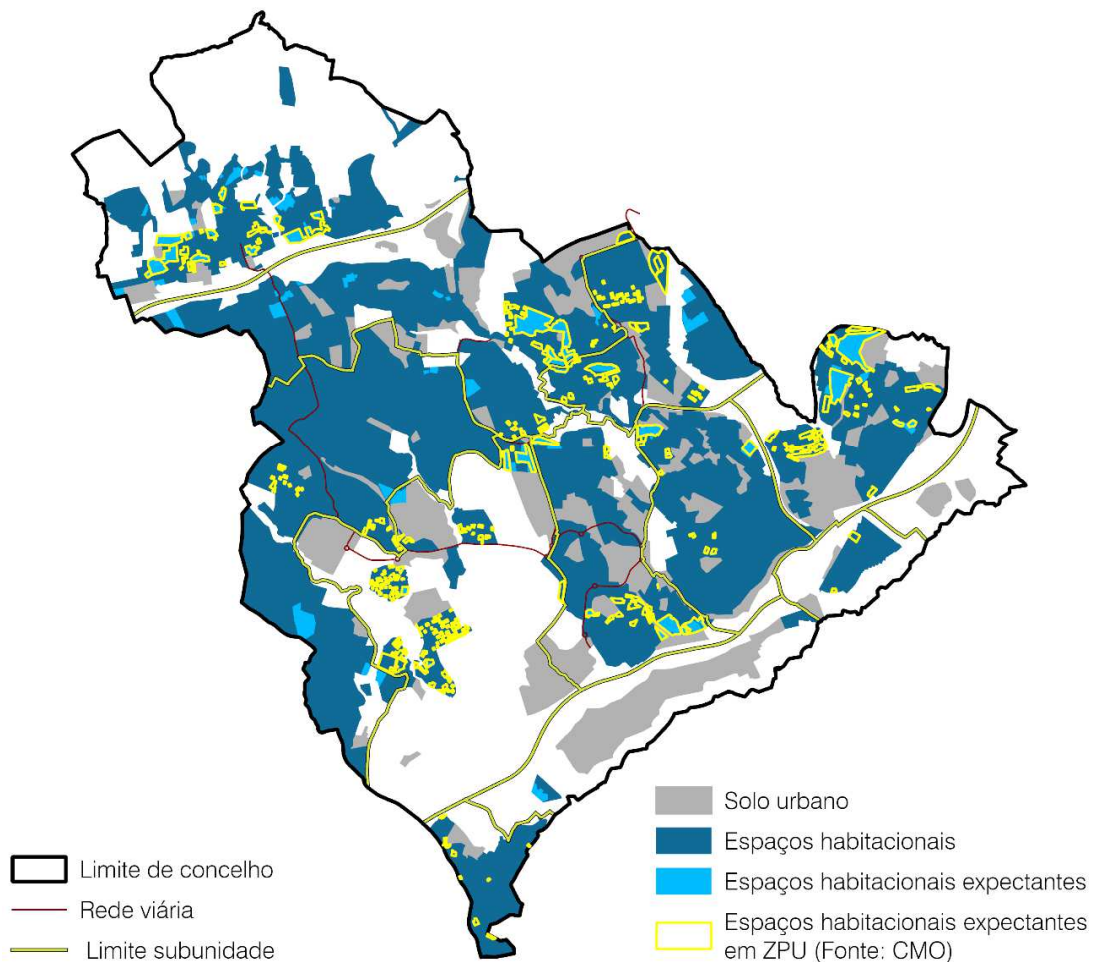 Limite de concelho
Rede viária
Limite subunidade
Solo urbano
Espaços habitacionais
Espaços habitacionais expectantes
Espaços habitacionais expectantes
em ZPU (Fonte: CMO)